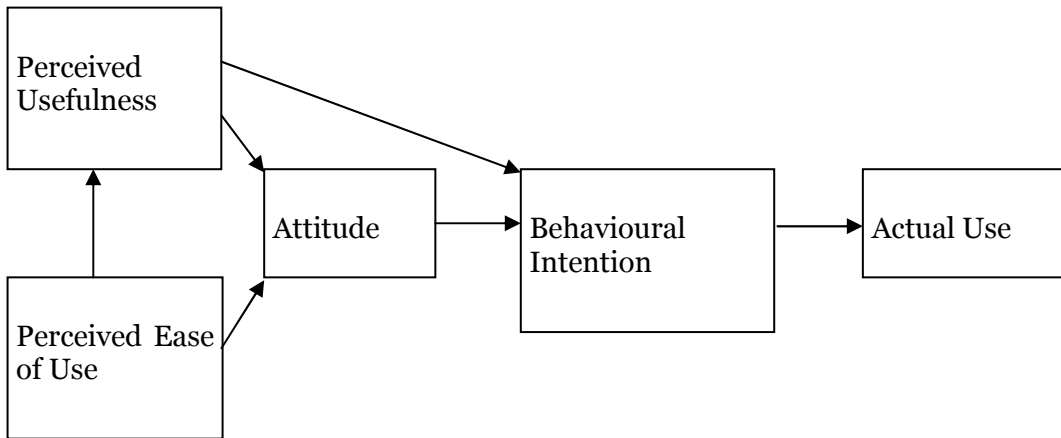 Perceived
Usefulness
Attitude
Behavioural
Intention
Actual Use
Perceived Ease
of Use